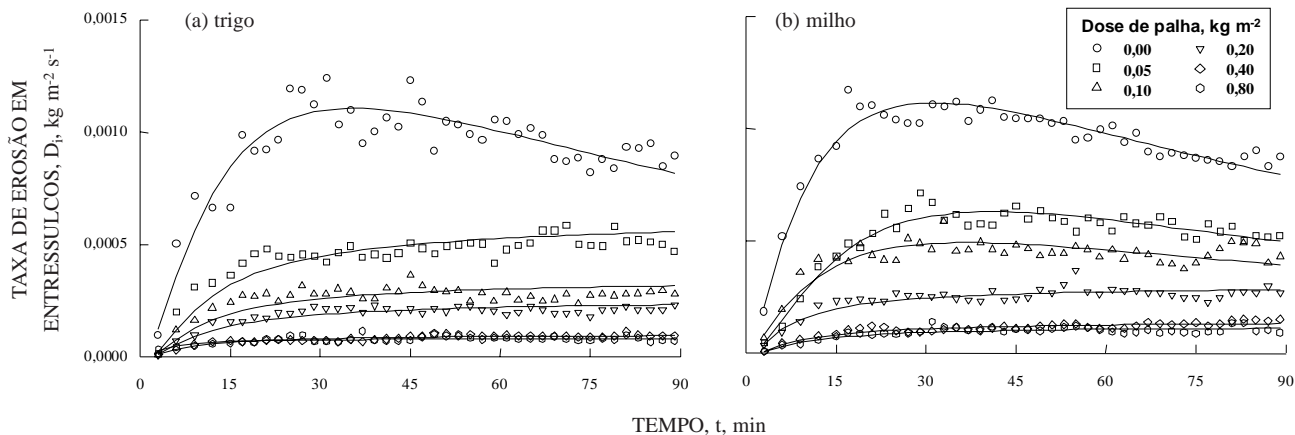 (a) trigo
(b) milho
Dose de palha, kg m-2
0,00 0,20
0,05 0,40
0,10 0,80
TAXA DE EROSÃO EM
ENTRESSULCOS, Di, kg m-2 s-1
0,0015
0,0010
0,0005
0,0000
0 15 30 45 60 75 90
0 15 30 45 60 75 90
TEMPO, t, min